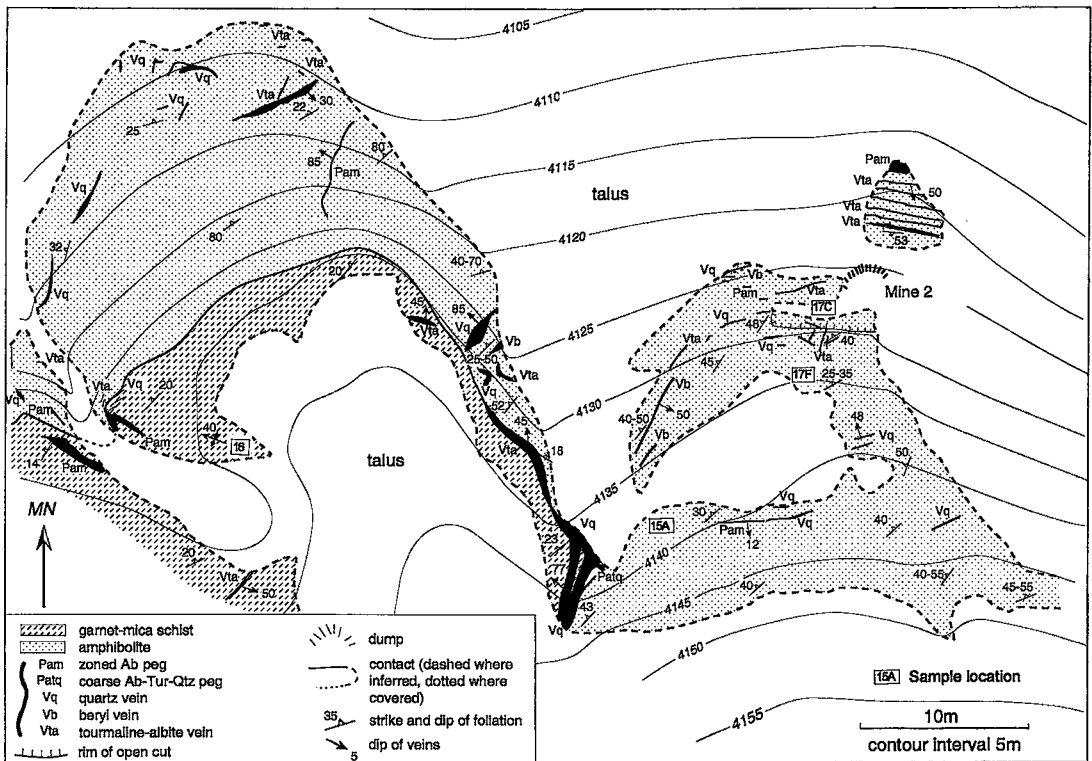 4105
Vta
Vta
Vq
Vq
4110
Vta
30
22
Vq
25
60
85
Pam
4115
talus
Pam
Vta
50
Vta
Vta
53
Vq
80
4120
32
40-70
Vq
20
45
Vta
85
Vq
Vb
25-50
Vta
Vq
52
4125
Vq
Vb
Pam
Vta
Mine 2
17C
Vq
48
Vq
40
Vta
Vta
45
17F
25-35
4130
Vb
40-50
50
Vb
48
Vq
50
Vta
Vta
Vq
20
Vq
Pam
Pam
40
16
14
Pam
talus
45
Vta
18
4135
MN
Vq
23
77
Patq
43
Vq
15A
30
Vq
Vq
4140
Pam
12
40
Vq
40
4145
40-55
45-55
20
Vta
50
4150
4155
garnet-mica schist
amphibolite
Pam zoned Ab peg
Patq coarse Ab-Tur-Qtz peg
Vq quartz vein
Vb beryl vein
Vta tourmaline-albite vein
rim of open cut
dump
contact (dashed where
inferred, dotted where
covered)
35 strike and dip of foliation
5 dip of veins
15A Sample location
10m
contour interval 5m